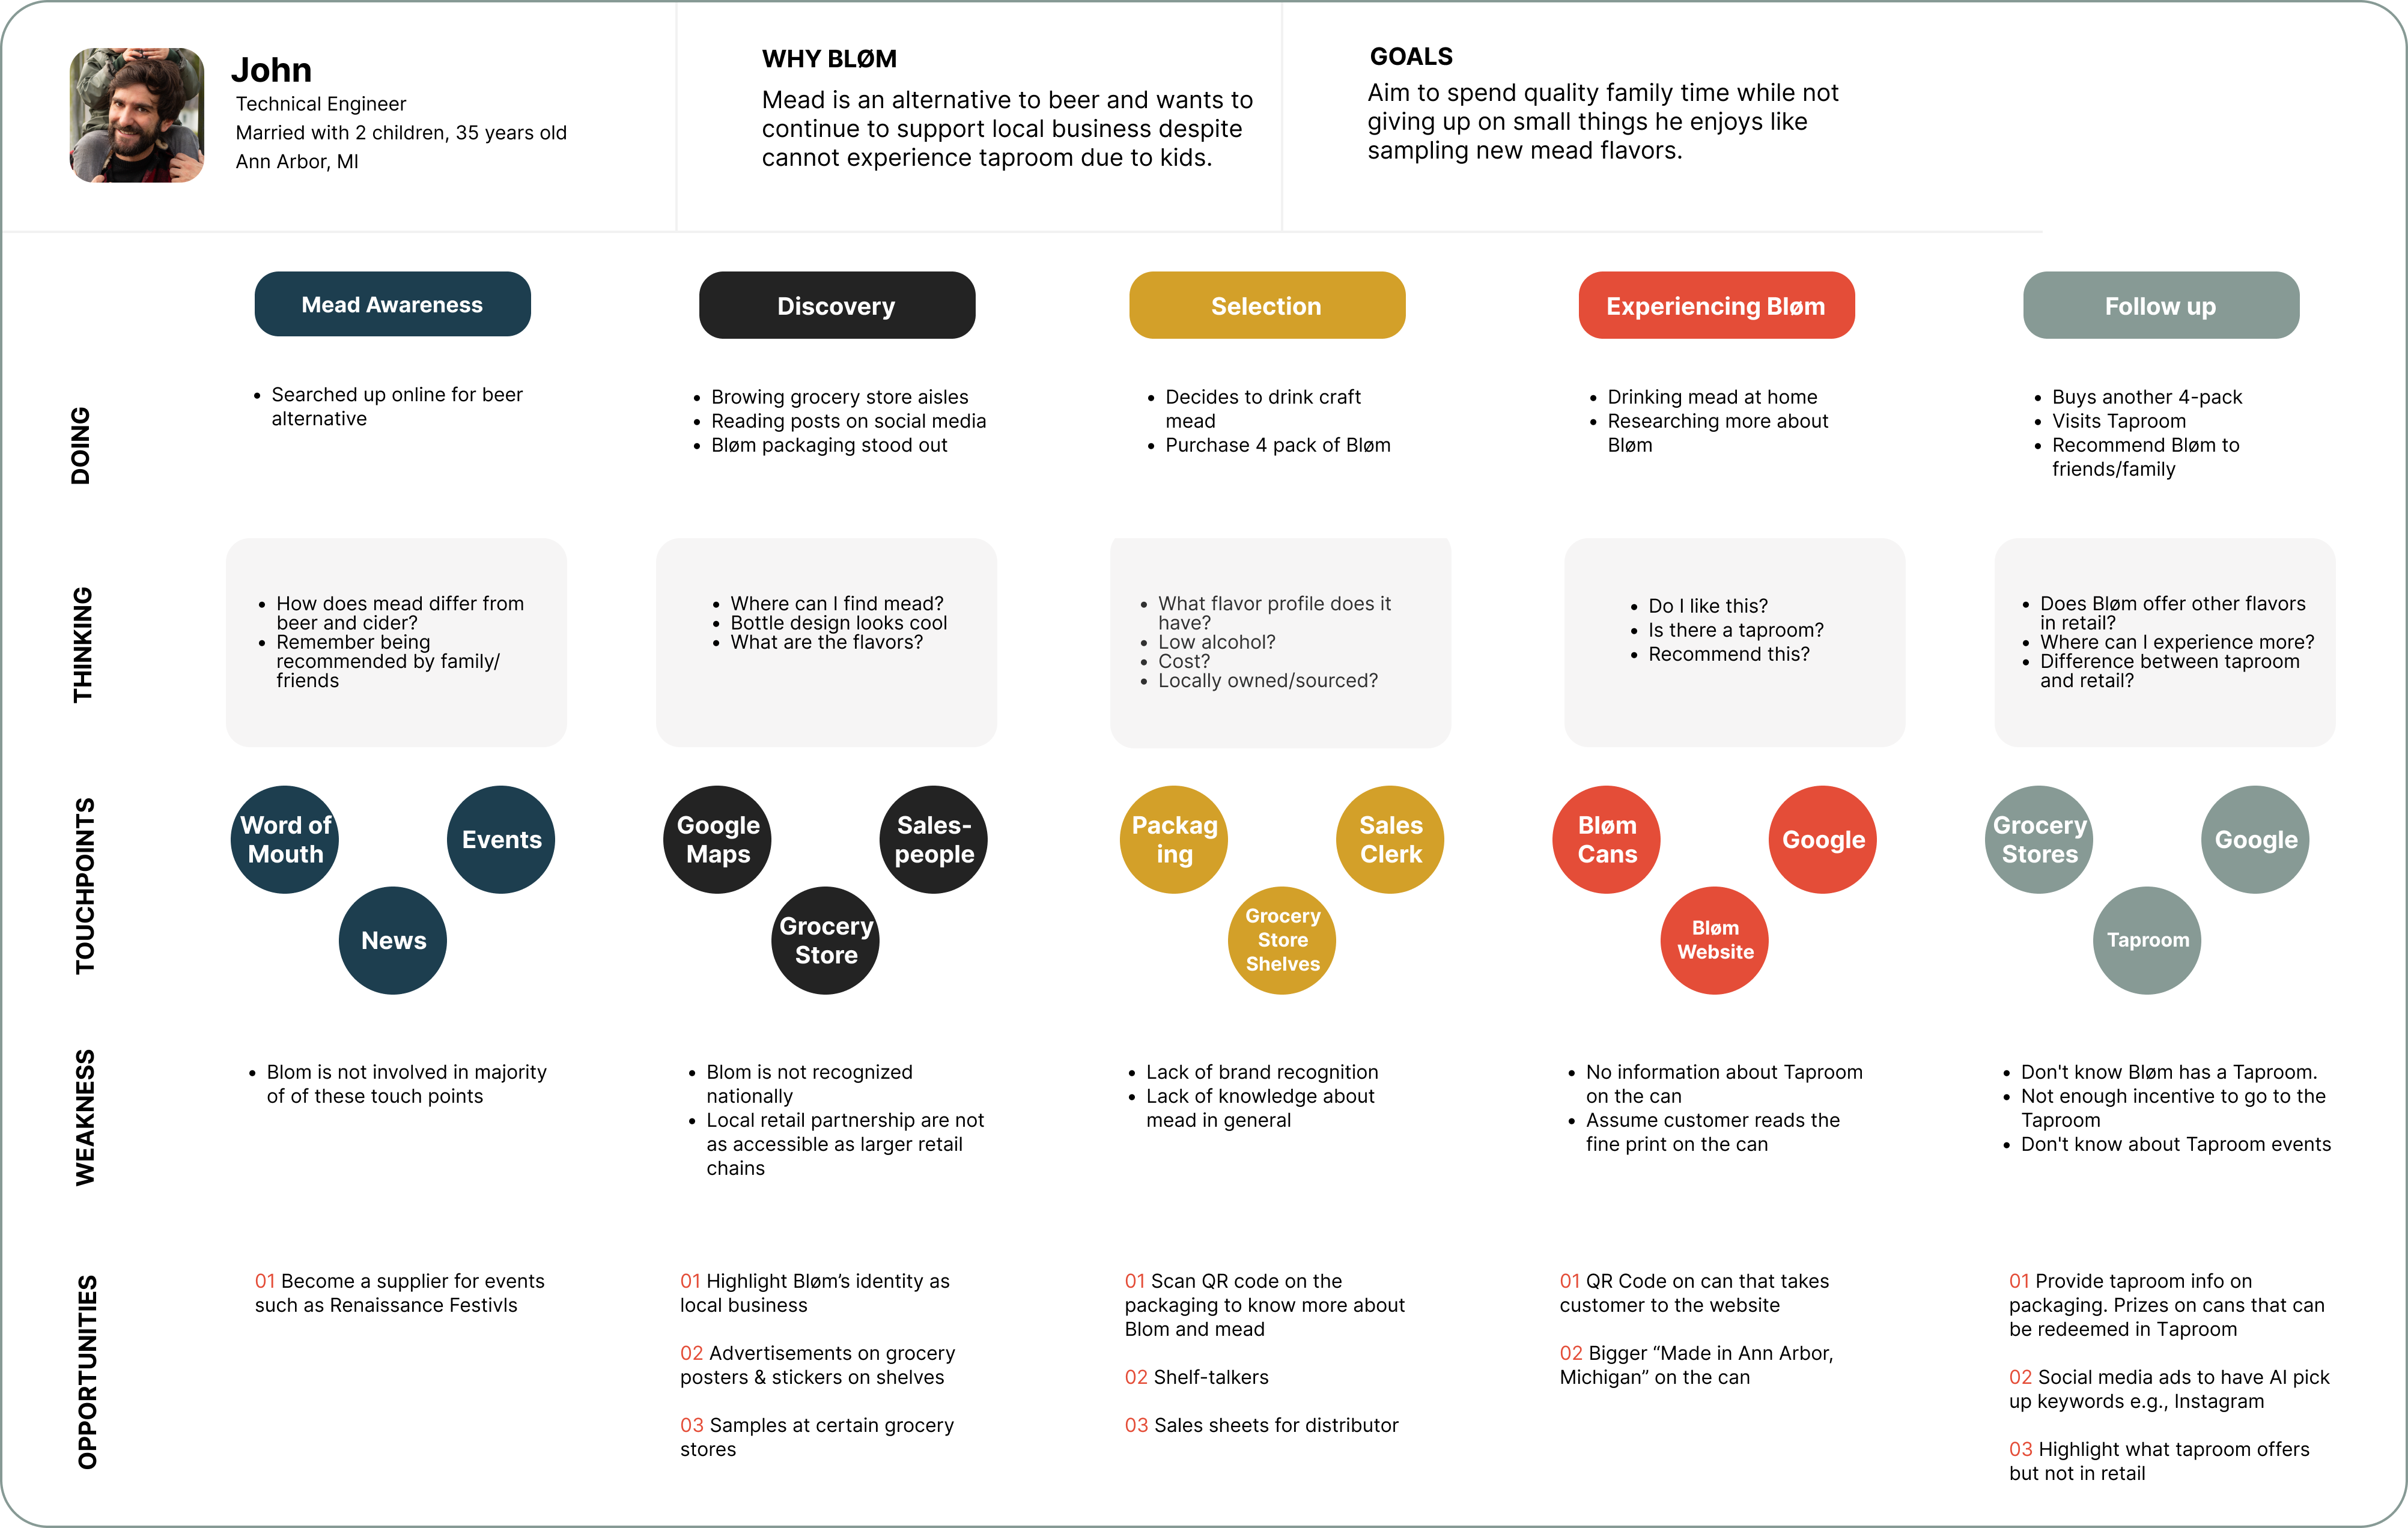 John
Technical Engineer
Married with 2 children, 35 years old
Ann Arbor, MI
WHY BLØM
Mead is an alternative to beer and wants to
continue to support local business despite
cannot experience taproom due to kids.
GOALS
Aim to spend quality family time while not
giving up on small things he enjoys like
sampling new mead flavors.
Mead Awareness
Discovery
Selection
Experiencing Bløm
Follow up
DOING
• Searched up online for beer
alternative
• Browing grocery store aisles
• Reading posts on social media
• Bløm packaging stood out
• Decides to drink craft
mead
• Purchase 4 pack of Bløm
• Drinking mead at home
• Researching more about
Bløm
• Buys another 4-pack
• Visits Taproom
• Recommend Bløm to
friends/family
THINKING
• How does mead differ from
beer and cider?
• Remember being
recommended by family/
friends
• Where can I find mead?
• Bottle design looks cool
• What are the flavors?
• What flavor profile does it
have?
• Low alcohol?
• Cost?
• Locally owned/sourced?
• Do I like this?
• Is there a taproom?
• Recommend this?
• Does Bløm offer other flavors
in retail?
• Where can I experience more?
• Difference between taproom
and retail?
TOUCHPOINTS
Word of
Mouth
Events
News
Google
Maps
Sales-
people
Grocery
Store
Packag
ing
Sales
Clerk
Grocery
Store
Shelves
Bløm
Cans
Google
Bløm
Website
Grocery
Stores
Google
Taproom
WEAKNESS
• Blom is not involved in majority
of of these touch points
• Blom is not recognized
nationally
• Local retail partnership are not
as accessible as larger retail
chains
• Lack of brand recognition
• Lack of knowledge about
mead in general
• No information about Taproom
on the can
• Assume customer reads the
fine print on the can
• Don't know Bløm has a Taproom.
• Not enough incentive to go to the
Taproom
• Don't know about Taproom events
OPPORTUNITIES
01 Become a supplier for events
such as Renaissance Festivls
01 Highlight Bløm’s identity as
local business
02 Advertisements on grocery
posters & stickers on shelves
03 Samples at certain grocery
stores
01 Scan QR code on the
packaging to know more about
Blom and mead
02 Shelf-talkers
03 Sales sheets for distributor
01 QR Code on can that takes
customer to the website
02 Bigger “Made in Ann Arbor,
Michigan” on the can
01 Provide taproom info on
packaging. Prizes on cans that can
be redeemed in Taproom
02 Social media ads to have AI pick
up keywords e.g., Instagram
03 Highlight what taproom offers
but not in retail